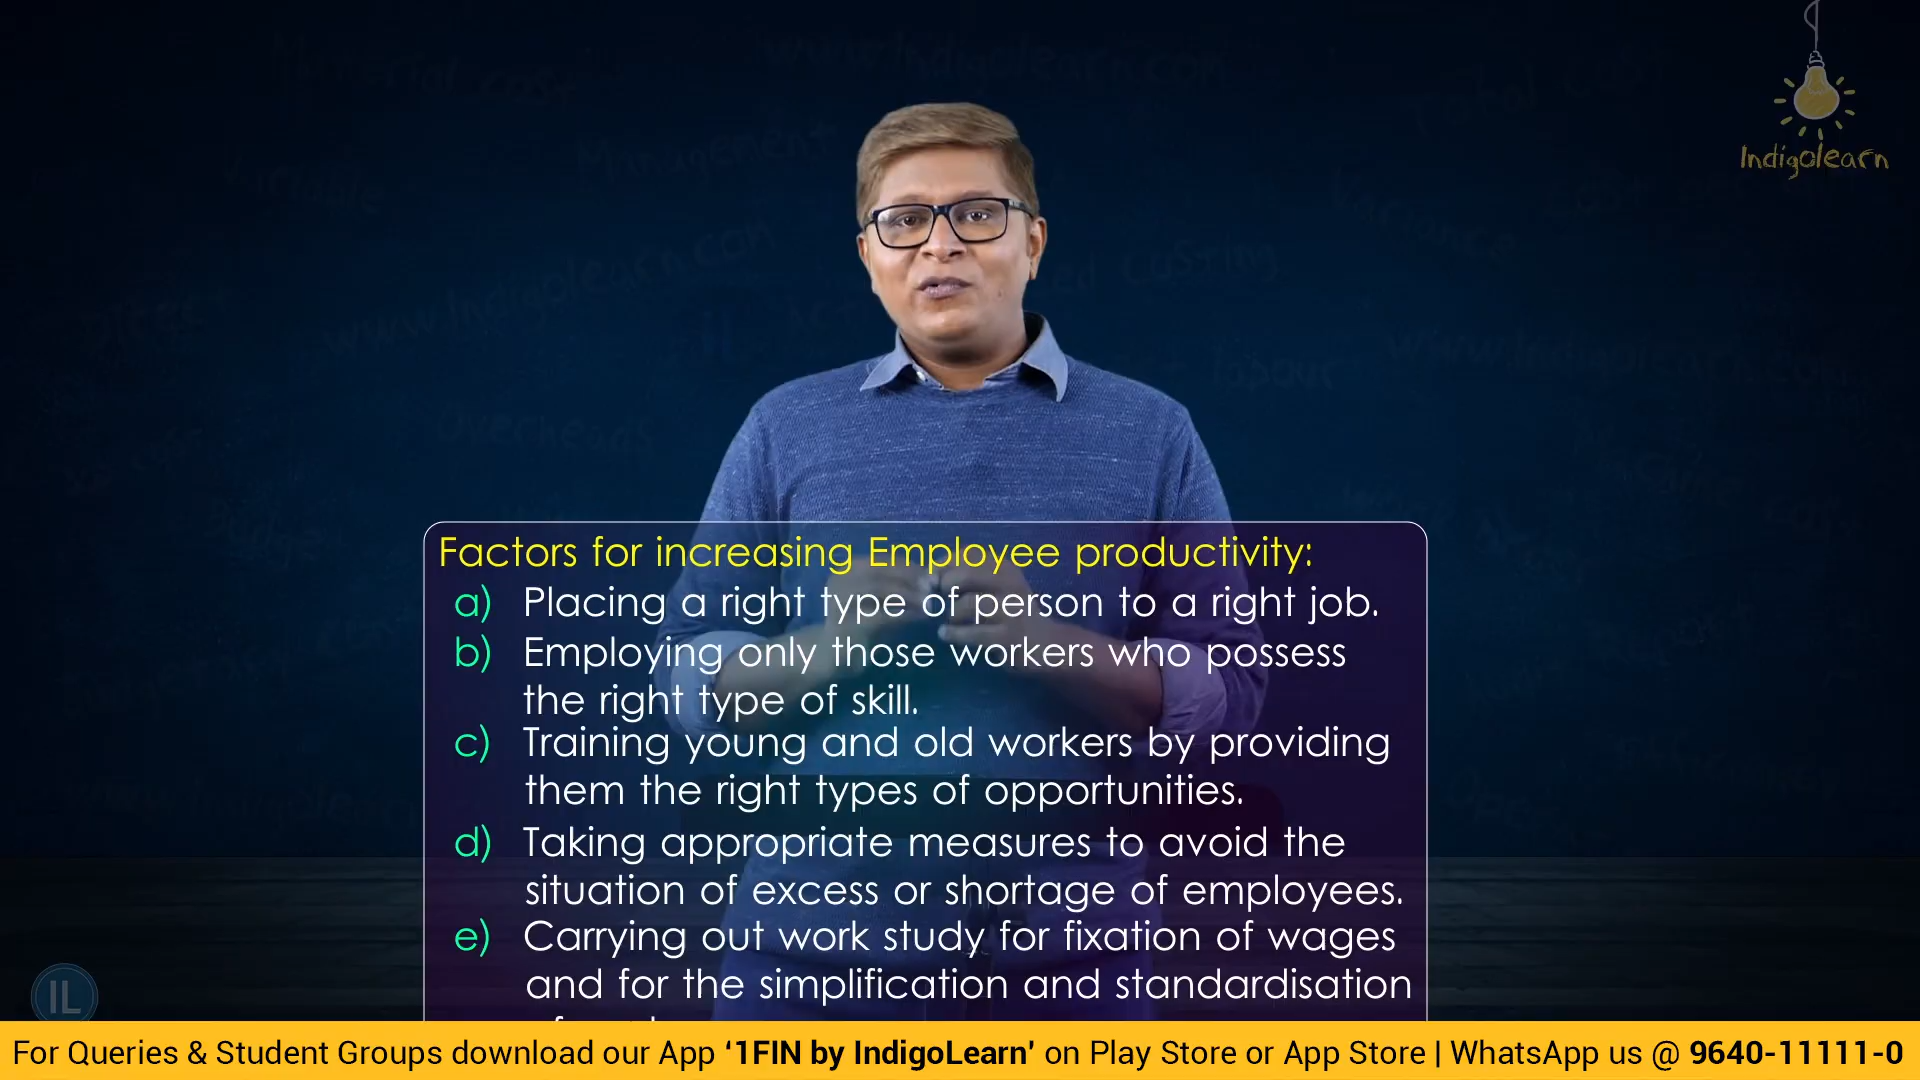 Indigolearn
Factors for increasing Employee productivity:
a) Placing a right type of person to a right job.
b) Employing only those workers who possess
the right type of skill.
c) Training young and old workers by providing
them the right types of opportunities.
d) Taking appropriate measures to avoid the
situation of excess or shortage of employees.
e) Carrying out work study for fixation of wages
and for the simplification and standardisation
IL
For Queries & Student Groups download our App ‘1FIN by IndigoLearn’ on Play Store or App Store | WhatsApp us @ 9640-11111-0